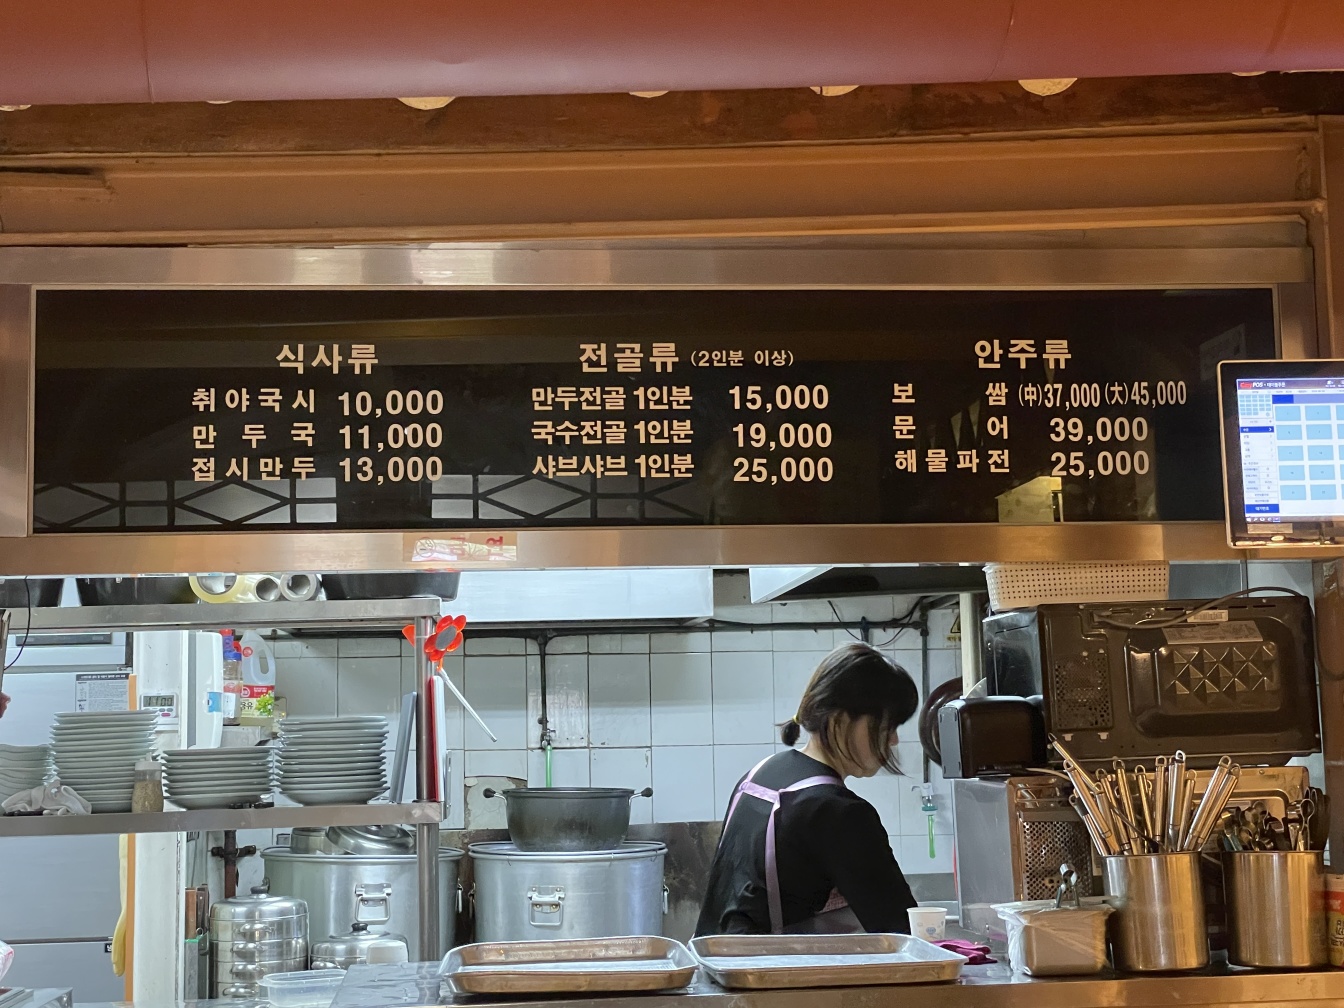 식사류
취야국시 10,000
만두국 11,000
접시만두 13,000
전골류 (2인분 이상)
만두전골 1인분 15,000
국수전골 1인분 19,000
샤브샤브 1인분 25,000
안주류
보쌈 (中)37,000 (大)45,000
문어 39,000
해물파전 25,000
금연